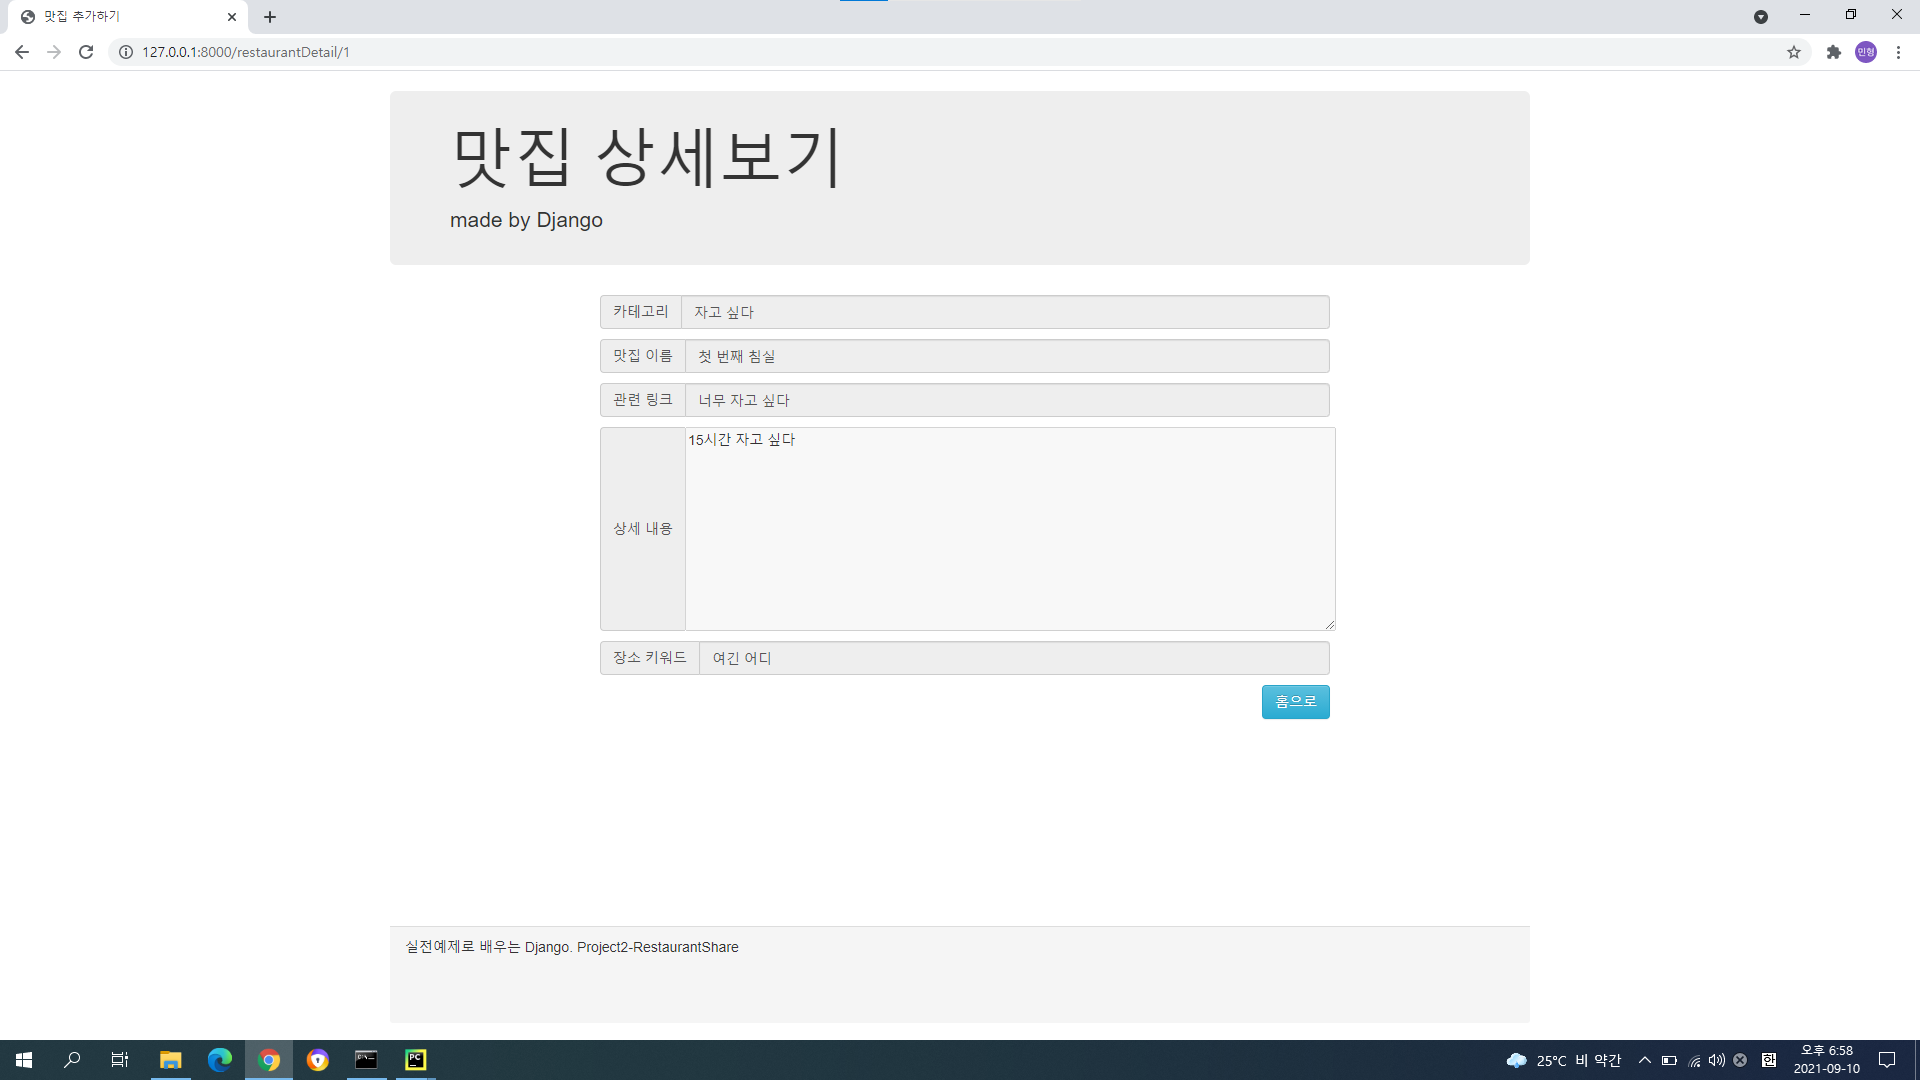 맛집 추가하기
127.0.0.1:8000/restaurantDetail/1
민형
맛집 상세보기
made by Django
카테고리 자고 싶다
맛집 이름 첫 번째 침실
관련 링크 너무 자고 싶다
상세 내용 15시간 자고 싶다
장소 키워드 여긴 어디
홈으로
실전예제로 배우는 Django. Project2-RestaurantShare
PC
25°C 비 약간
한
오후 6:58
2021-09-10